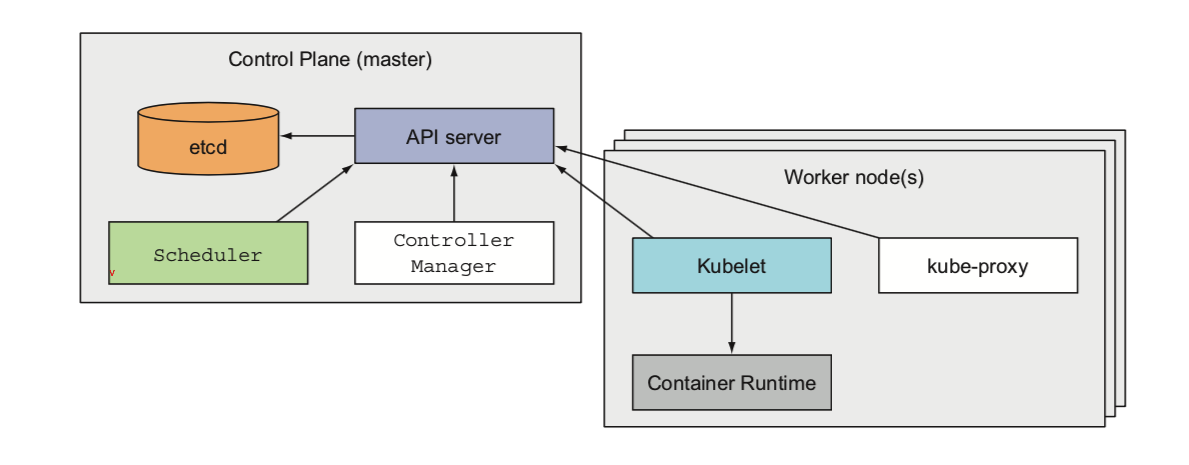 Control Plane (master)
etcd
API server
Scheduler
v
Controller
Manager
Worker node(s)
Kubelet
kube-proxy
Container Runtime